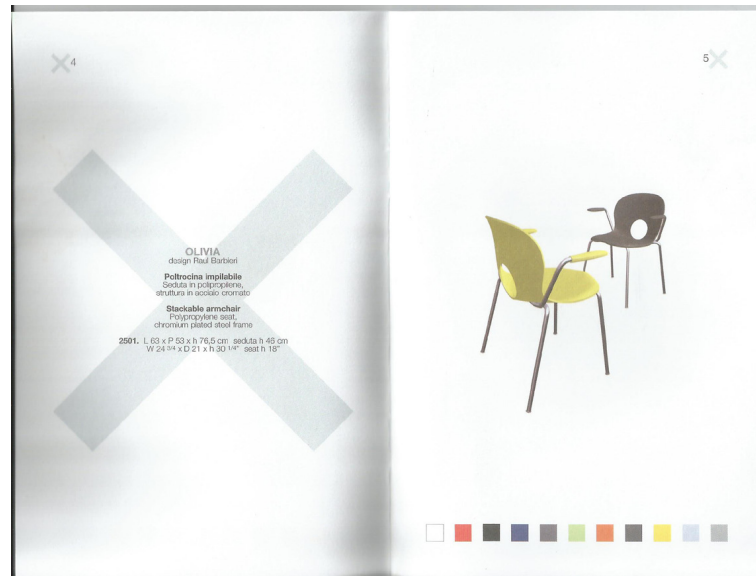 4
OLIVIA
design Raul Barbieri
Poltrocina impilabile
Seduta in polipropilene,
struttura in acciaio cromato
Stackable armchair
Polypropylene seat,
chromium plated steel frame
2501. L 63 x P 53 x h 76,5 cm seduta h 46 cm
W 24 3/4 x D 21 x h 30 1/4" seat h 18"
5